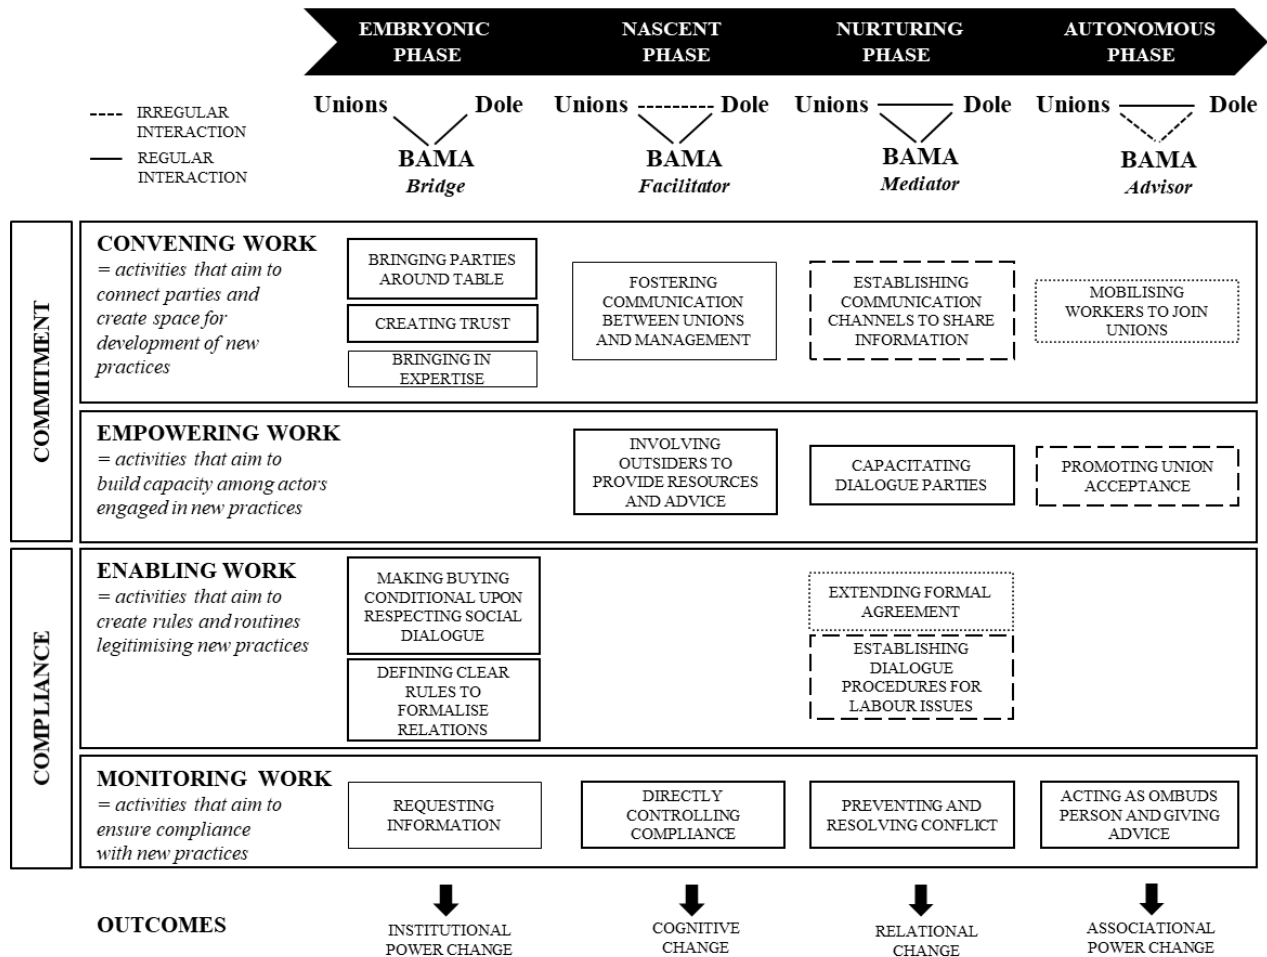 EMBRYONIC
PHASE
NASCENT
PHASE
NURTURING
PHASE
AUTONOMOUS
PHASE
IRREGULAR
INTERACTION
REGULAR
INTERACTION
Unions Dole
BAMA
Bridge
Unions Dole
BAMA
Facilitator
Unions Dole
BAMA
Mediator
Unions Dole
BAMA
Advisor
COMMITMENT
CONVENING WORK
= activities that aim to
connect parties and
create space for
development of new
practices
BRINGING PARTIES
AROUND TABLE
CREATING TRUST
BRINGING IN
EXPERTISE
FOSTERING
COMMUNICATION
BETWEEN UNIONS
AND MANAGEMENT
ESTABLISHING
COMMUNICATION
CHANNELS TO SHARE
INFORMATION
MOBILISING
WORKERS TO JOIN
UNIONS
EMPOWERING WORK
= activities that aim to
build capacity among actors
engaged in new practices
INVOLVING
OUTSIDERS TO
PROVIDE RESOURCES
AND ADVICE
CAPACITATING
DIALOGUE PARTIES
PROMOTING UNION
ACCEPTANCE
COMPLIANCE
ENABLING WORK
= activities that aim to
create rules and routines
legitimising new practices
MAKING BUYING
CONDITIONAL UPON
RESPECTING SOCIAL
DIALOGUE
DEFINING CLEAR
RULES TO
FORMALISE
RELATIONS
EXTENDING FORMAL
AGREEMENT
ESTABLISHING
DIALOGUE
PROCEDURES FOR
LABOUR ISSUES
MONITORING WORK
= activities that aim to
ensure compliance
with new practices
REQUESTING
INFORMATION
DIRECTLY
CONTROLLING
COMPLIANCE
PREVENTING AND
RESOLVING CONFLICT
ACTING AS OMBUDS
PERSON AND GIVING
ADVICE
OUTCOMES
INSTITUTIONAL
POWER CHANGE
COGNITIVE
CHANGE
RELATIONAL
CHANGE
ASSOCIATIONAL
POWER CHANGE